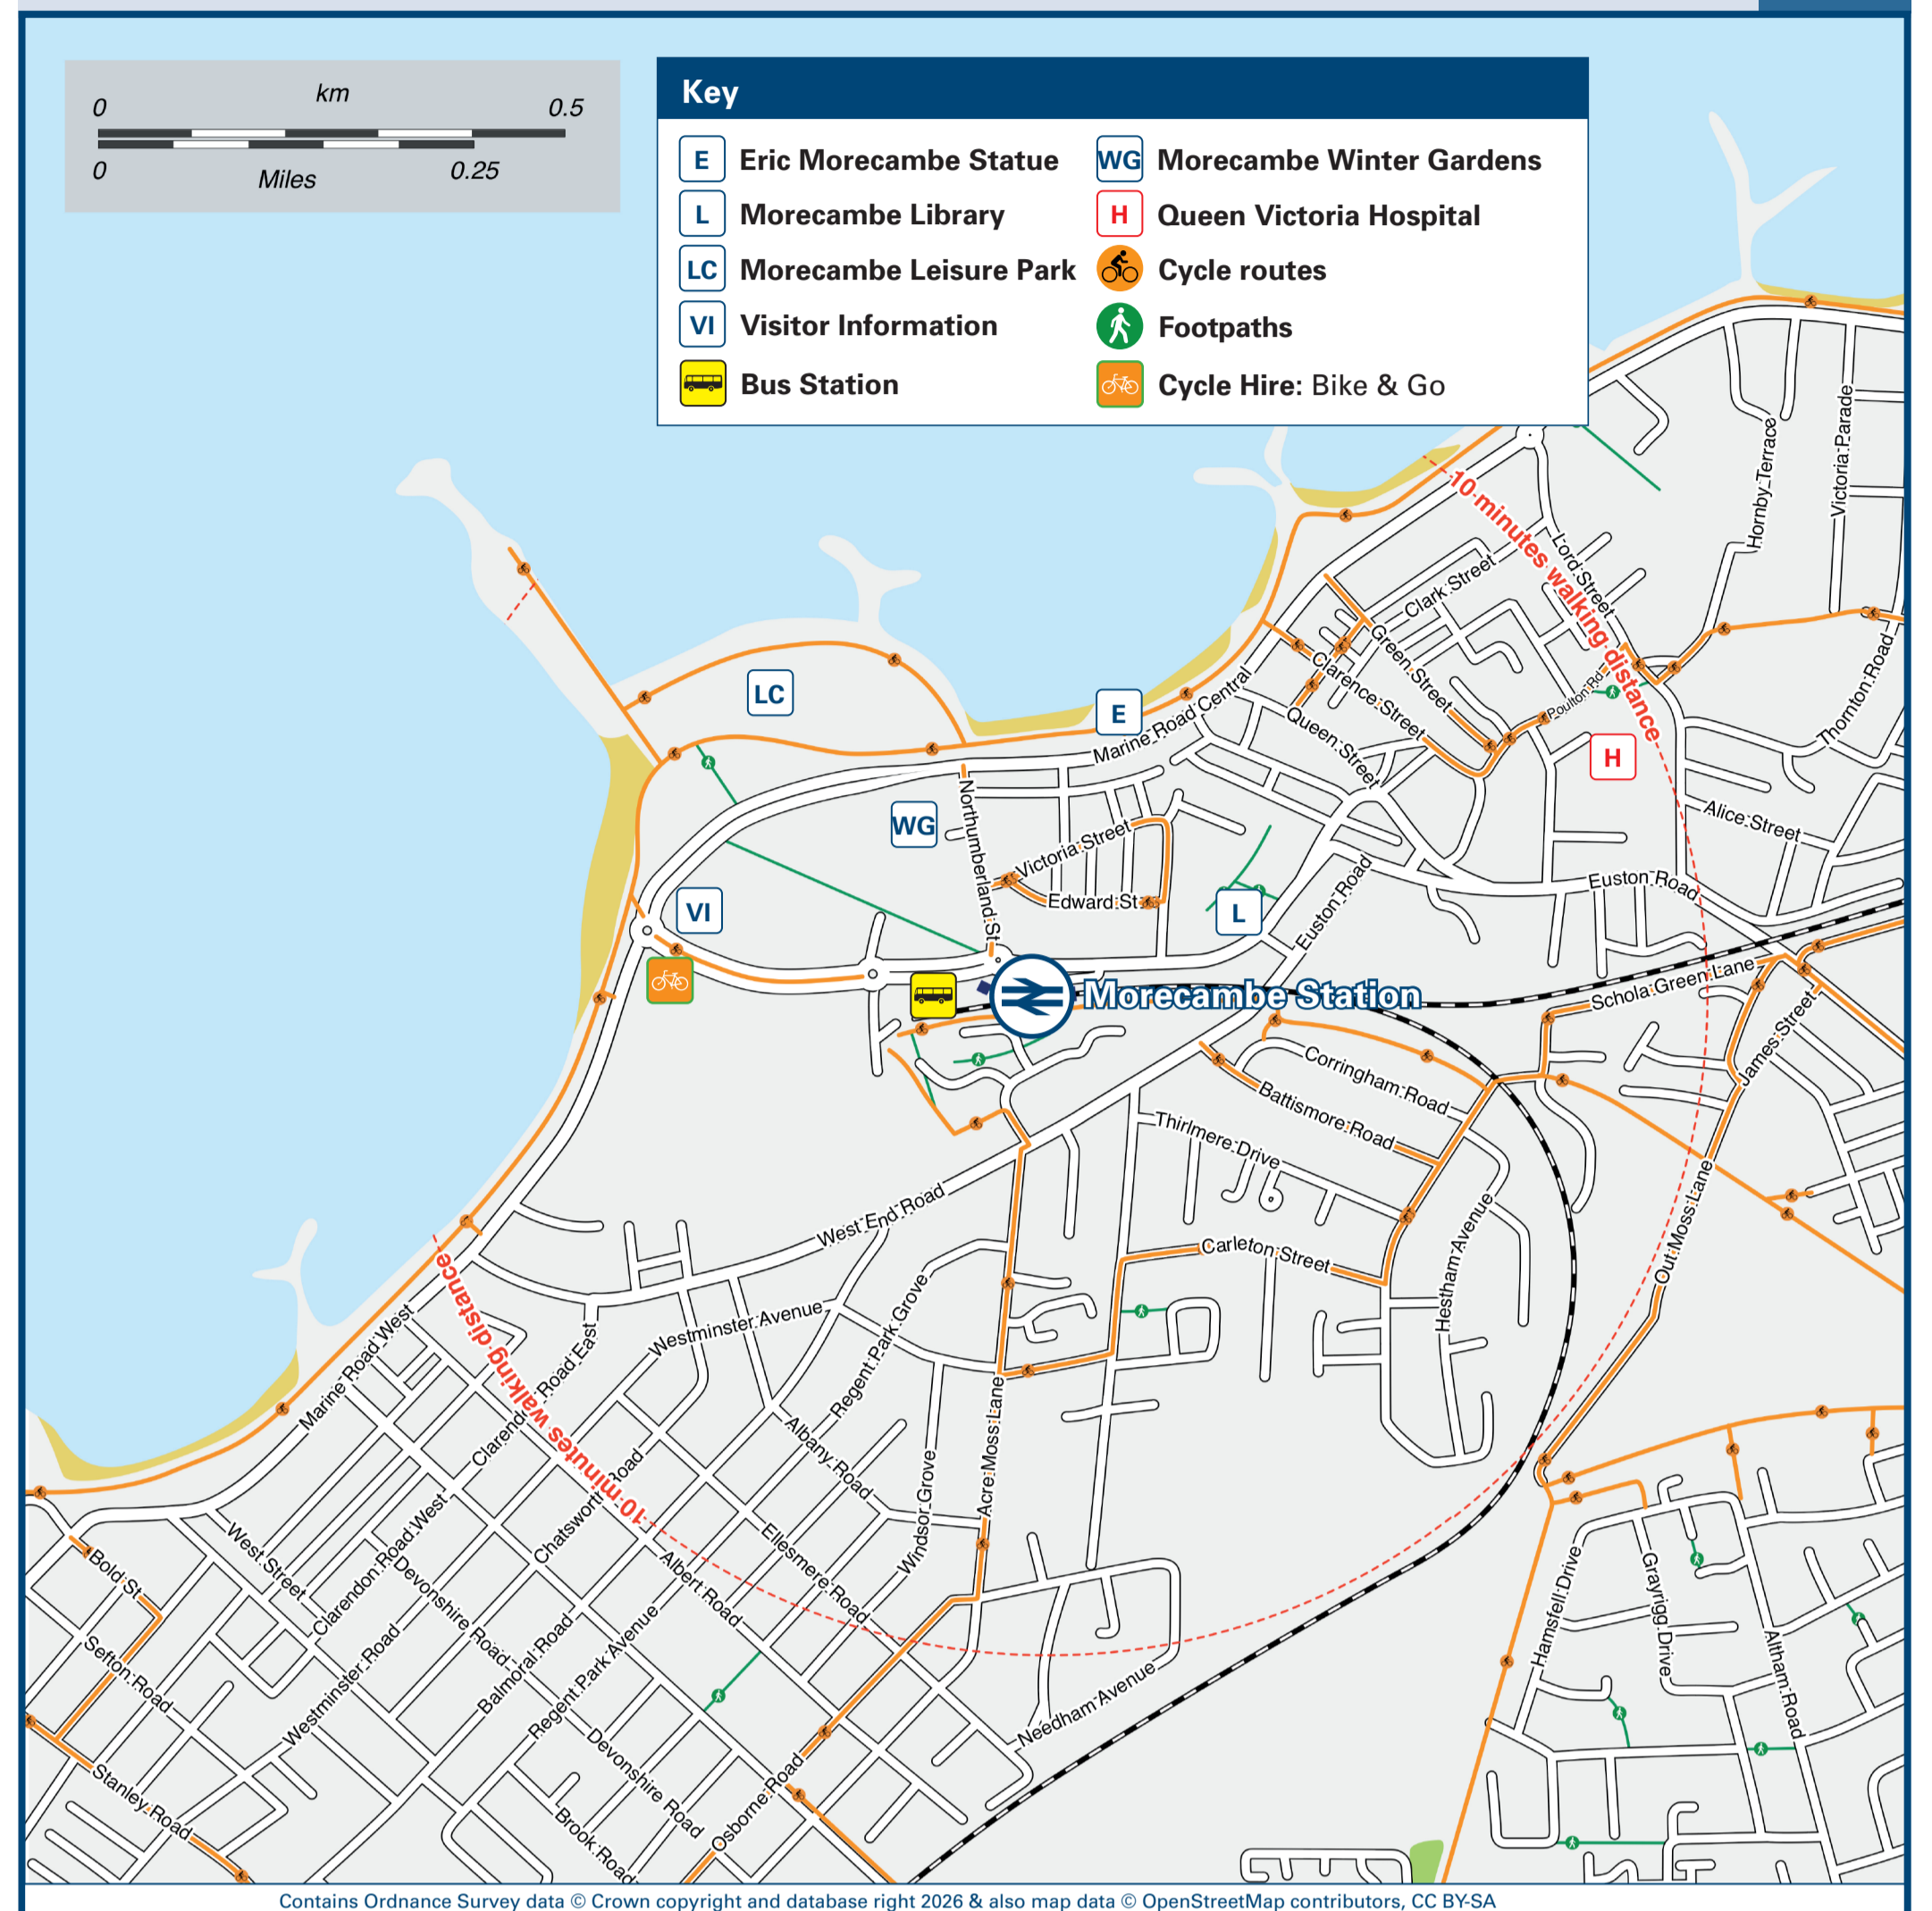 km
0 0.5
0 0.25
Miles
Key
E Eric Morecambe Statue
L Morecambe Library
LC Morecambe Leisure Park
VI Visitor Information
Bus Station
WG Morecambe Winter Gardens
H Queen Victoria Hospital
Cycle routes
Footpaths
Cycle Hire: Bike & Go
Hornby Terrace
Victoria Parade
10 minutes walking distance
Lord Street
Clark Street
Green Street
Clarence Street
Poulton Rd
Thornton Road
LC
E
Marine Road Central
Queen Street
H
Alice Street
WG
Northumberland St
Victoria Street
Edward St
VI
L
Euston Road
Euston Road
Morecambe Station
Schola Green Lane
James Street
Corringham Road
Battismore Road
Thirlmere Drive
West End Road
Carleton Street
Hestham Avenue
Out Moss Lane
Marine Road West
10 minutes walking distance
Clarendon Road East
Westminster Avenue
Regent Park Grove
Albany Road
Acre Moss Lane
Windsor Grove
Chatsworth Road
Ellesmere Road
Albert Road
West Street
Clarendon Road West
Devonshire Road
Bold St
Sefton Road
Westminster Road
Balmoral Road
Regent Park Avenue
Devonshire Road
Needham Avenue
Stanley Road
Brook Road
Osborne Road
Hamsfell Drive
Grayrigg Drive
Altham Road
Contains Ordnance Survey data © Crown copyright and database right 2026 & also map data © OpenStreetMap contributors, CC BY-SA